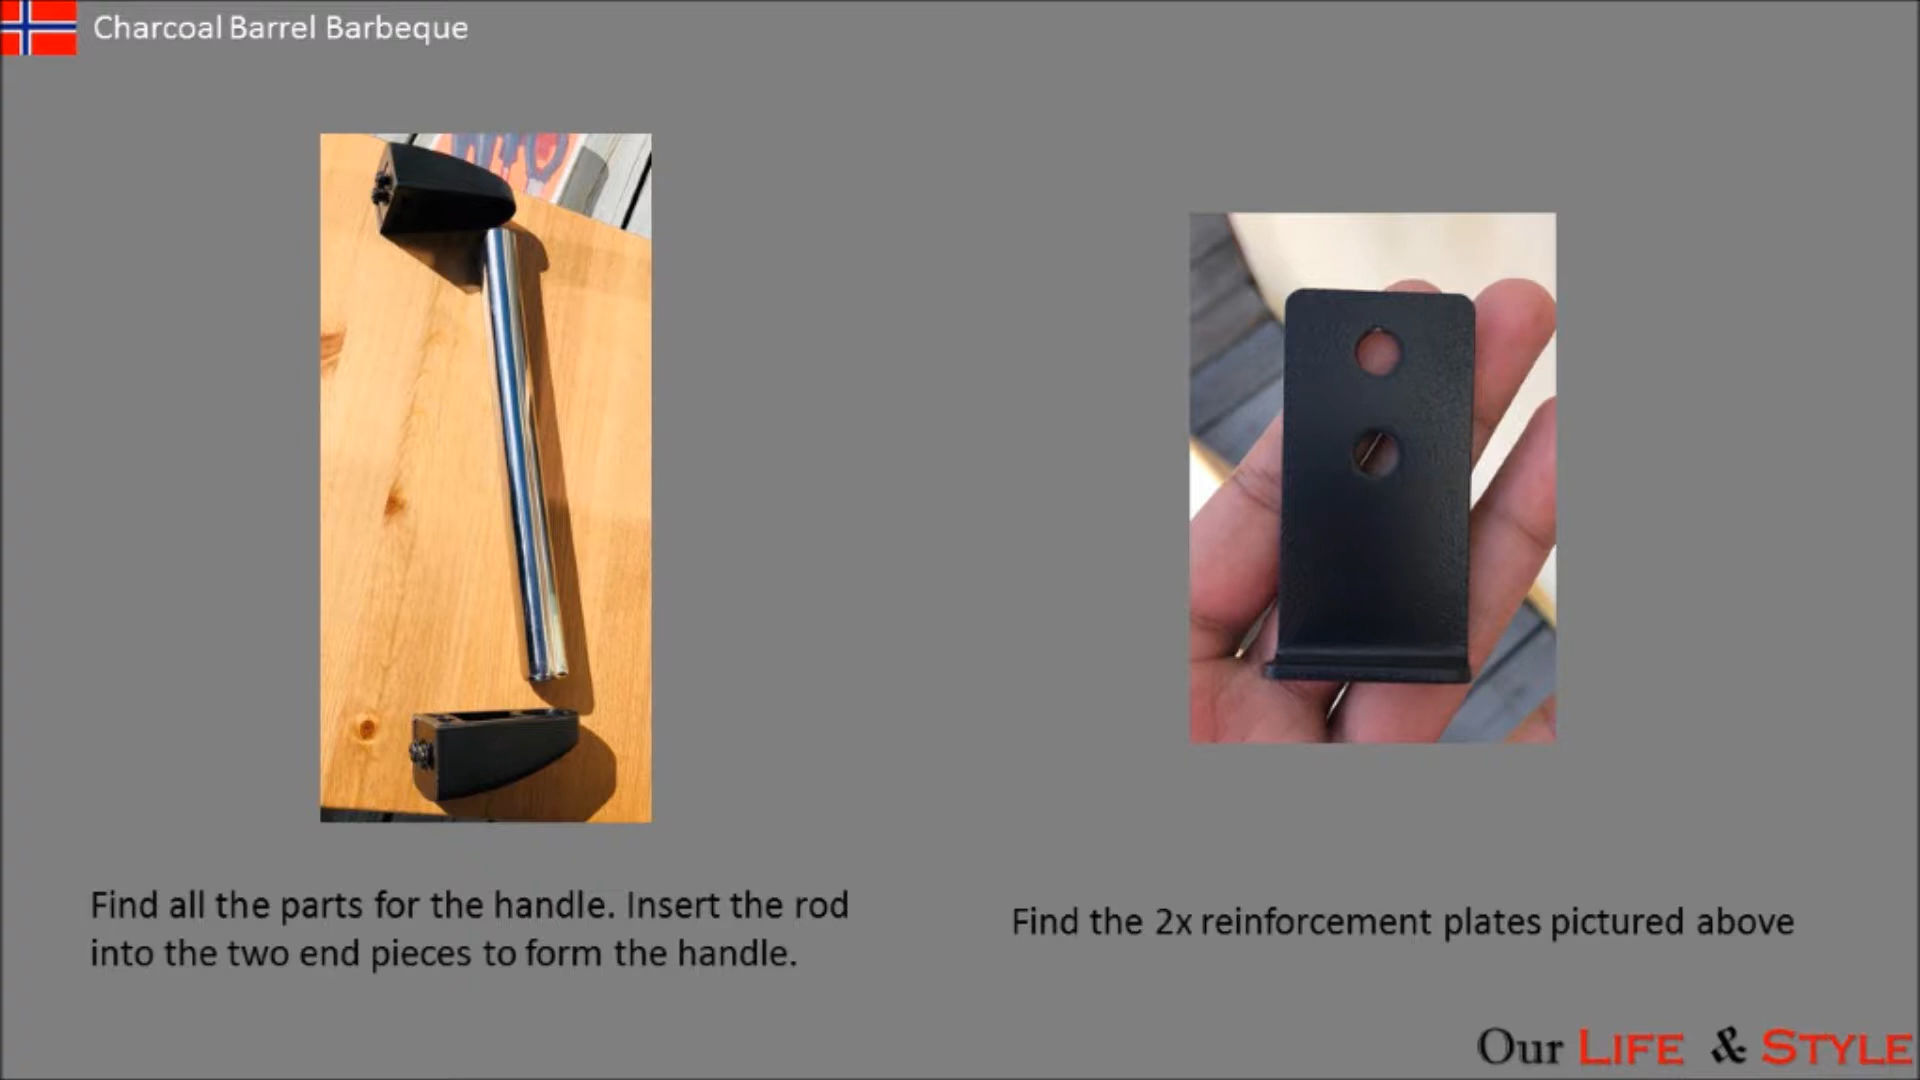 Charcoal Barrel Barbeque
Find all the parts for the handle. Insert the rod
into the two end pieces to form the handle.
Find the 2x reinforcement plates pictured above
Our LIFE & STYLE